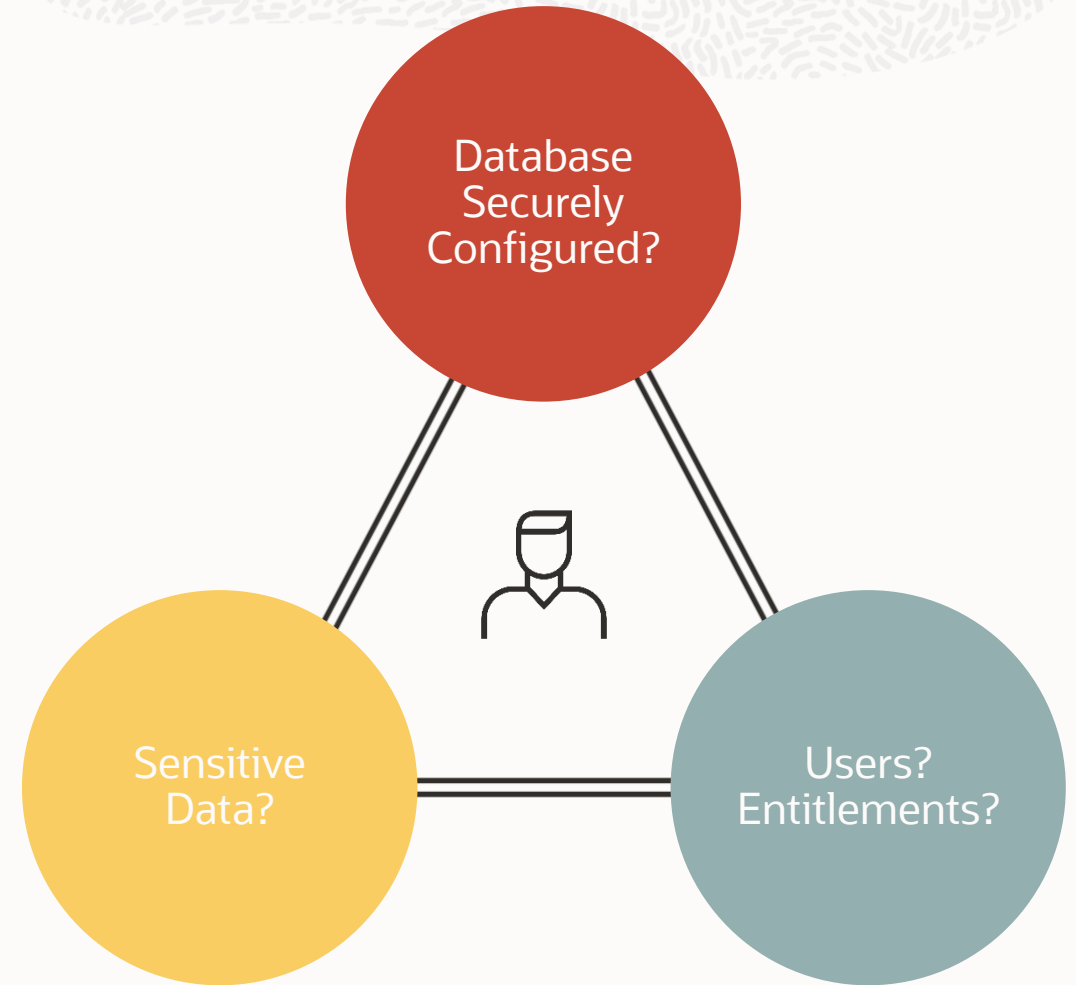 Database
Securely
Configured?
Sensitive
Data?
Users?
Entitlements?